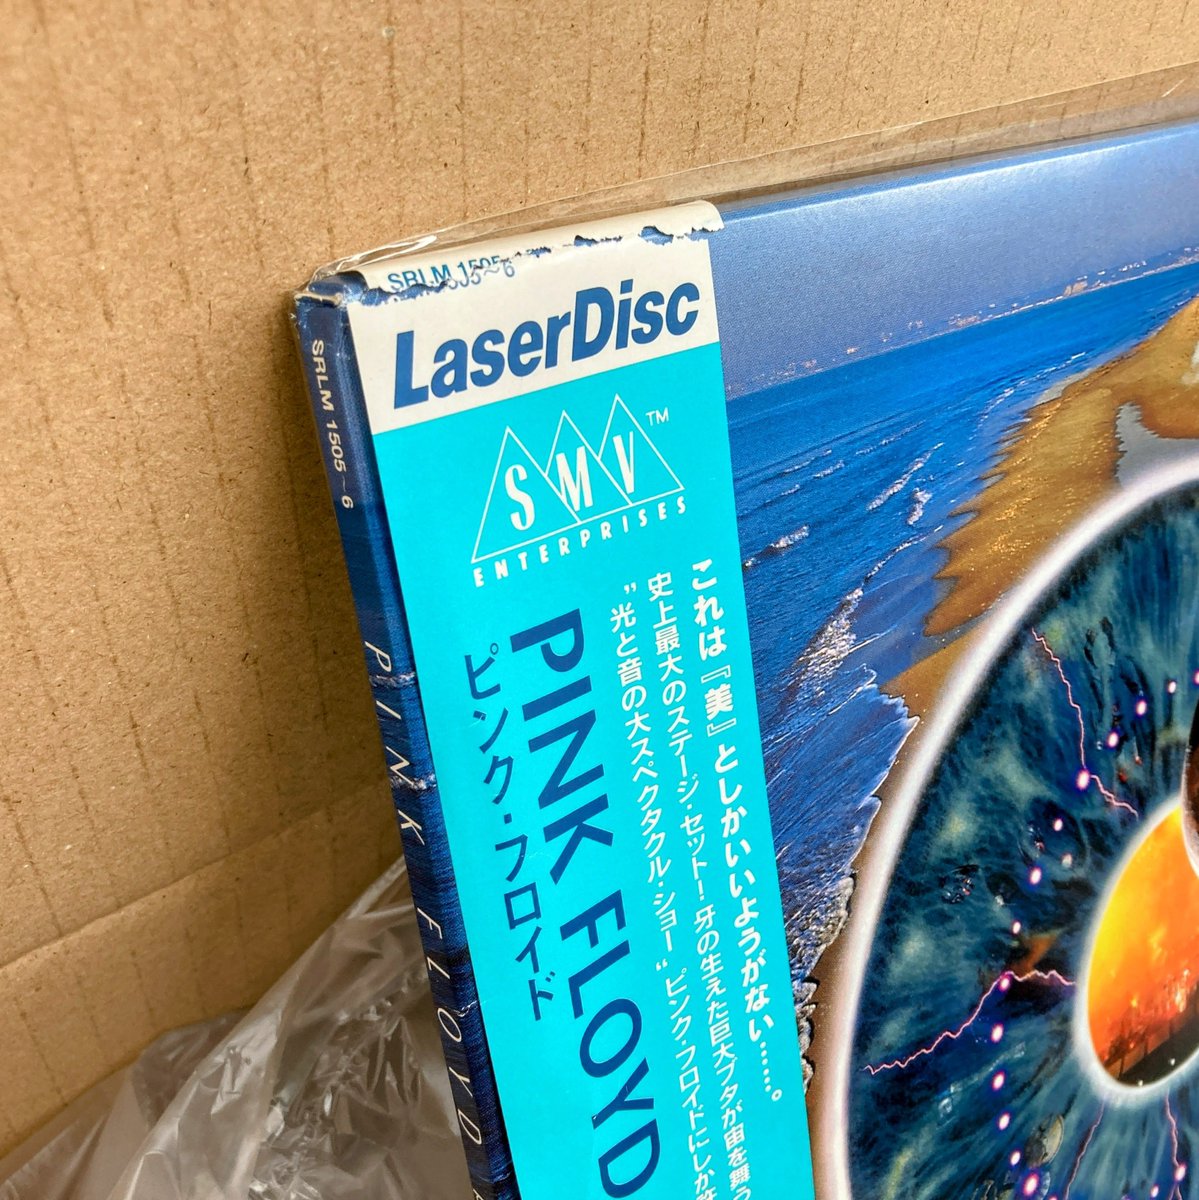 SRLM 1505~6
LaserDisc
SMV™
ENTERPRISES
SRLM 1505~6
PINK FLOYD
PINK FLOYD
ピンク・フロイド
これは『美』としかいいようがない……。
史上最大のステージ・セット!牙の生えた巨大ブタが宙を舞う
"光と音の大スペクタクル・ショー"ピンク・フロイドにしか許